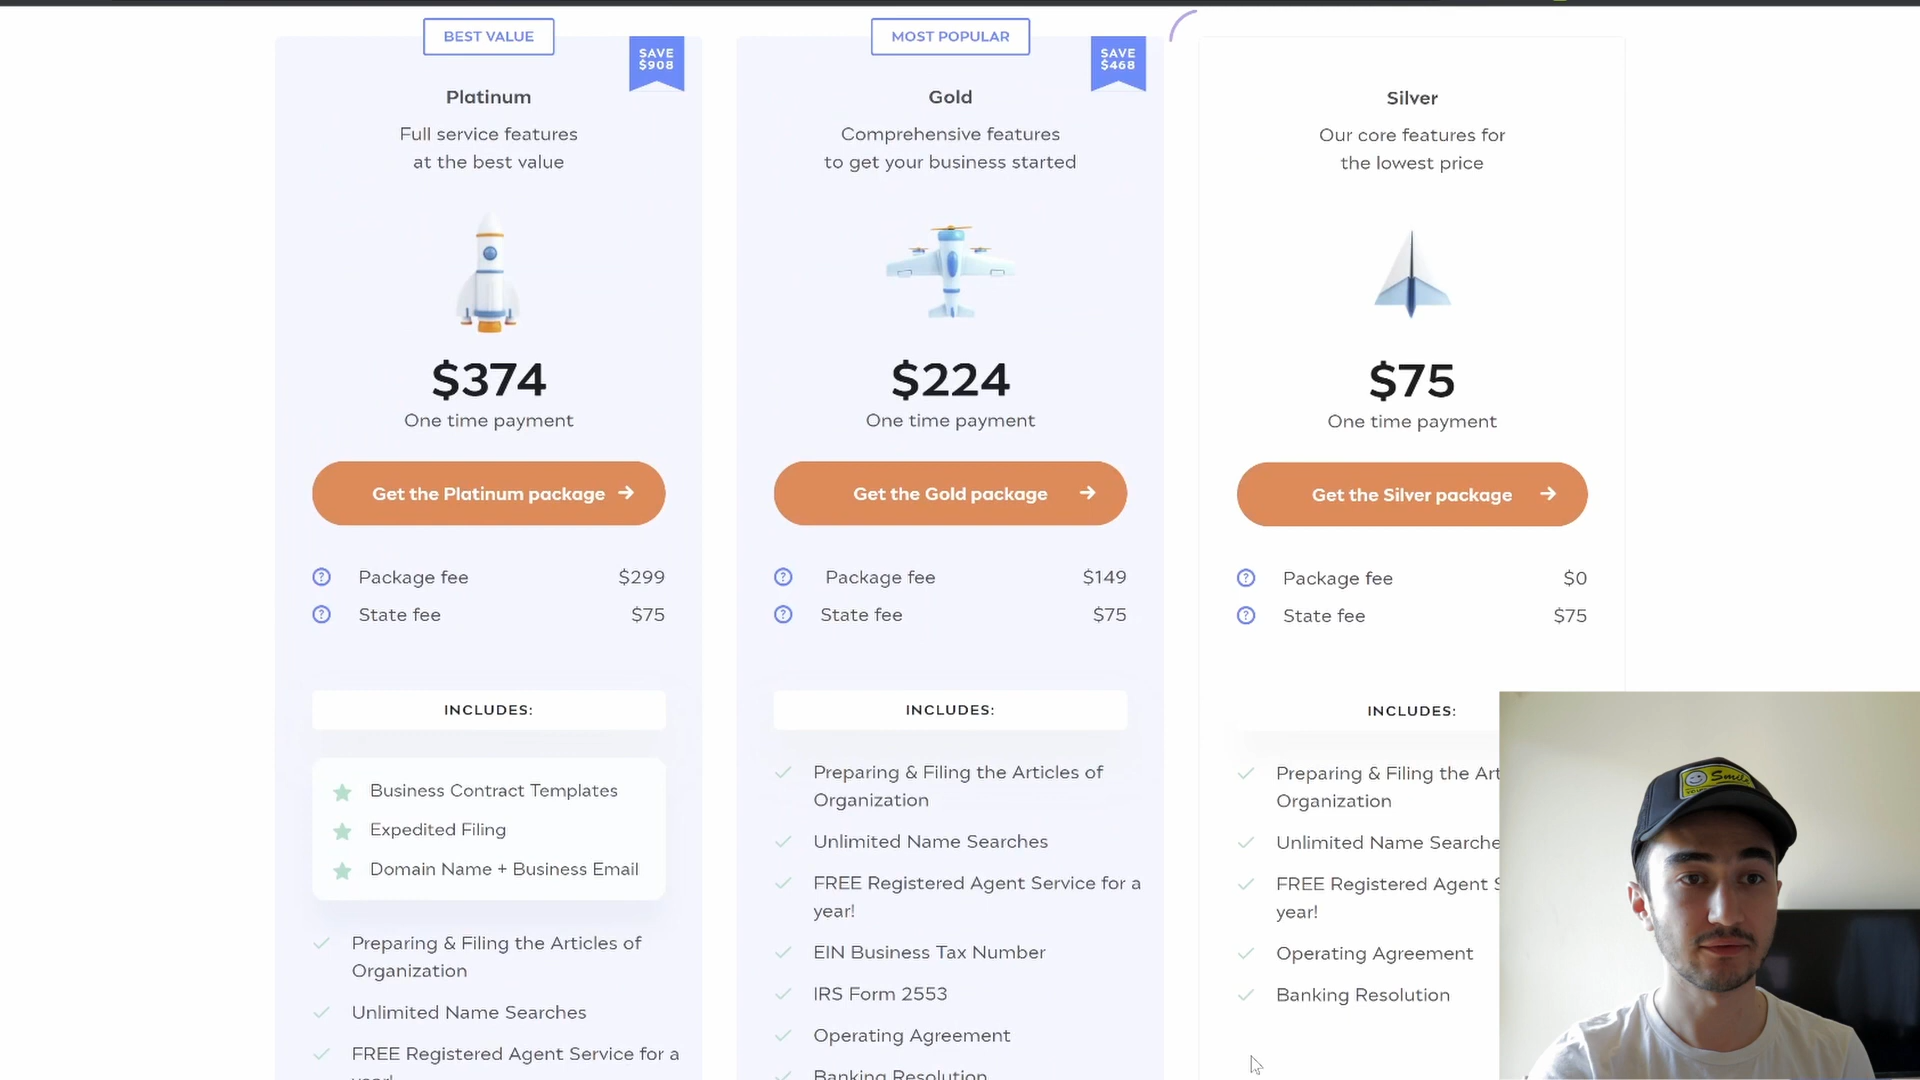 BEST VALUE
SAVE
$908
Platinum
Full service features
at the best value
$374
One time payment
Get the Platinum package
Package fee $299
State fee $75
INCLUDES:
Business Contract Templates
Expedited Filing
Domain Name + Business Email
Preparing & Filing the Articles of
Organization
Unlimited Name Searches
FREE Registered Agent Service for a
MOST POPULAR
SAVE
$468
Gold
Comprehensive features
to get your business started
$224
One time payment
Get the Gold package
Package fee $149
State fee $75
INCLUDES:
Preparing & Filing the Articles of
Organization
Unlimited Name Searches
FREE Registered Agent Service for a
year!
EIN Business Tax Number
IRS Form 2553
Operating Agreement
Banking Resolution
Silver
Our core features for
the lowest price
$75
One time payment
Get the Silver package
Package fee $0
State fee $75
INCLUDES:
Preparing & Filing the Art
Organization
Unlimited Name Searche
FREE Registered Agent S
year!
Operating Agreement
Banking Resolution
Smile